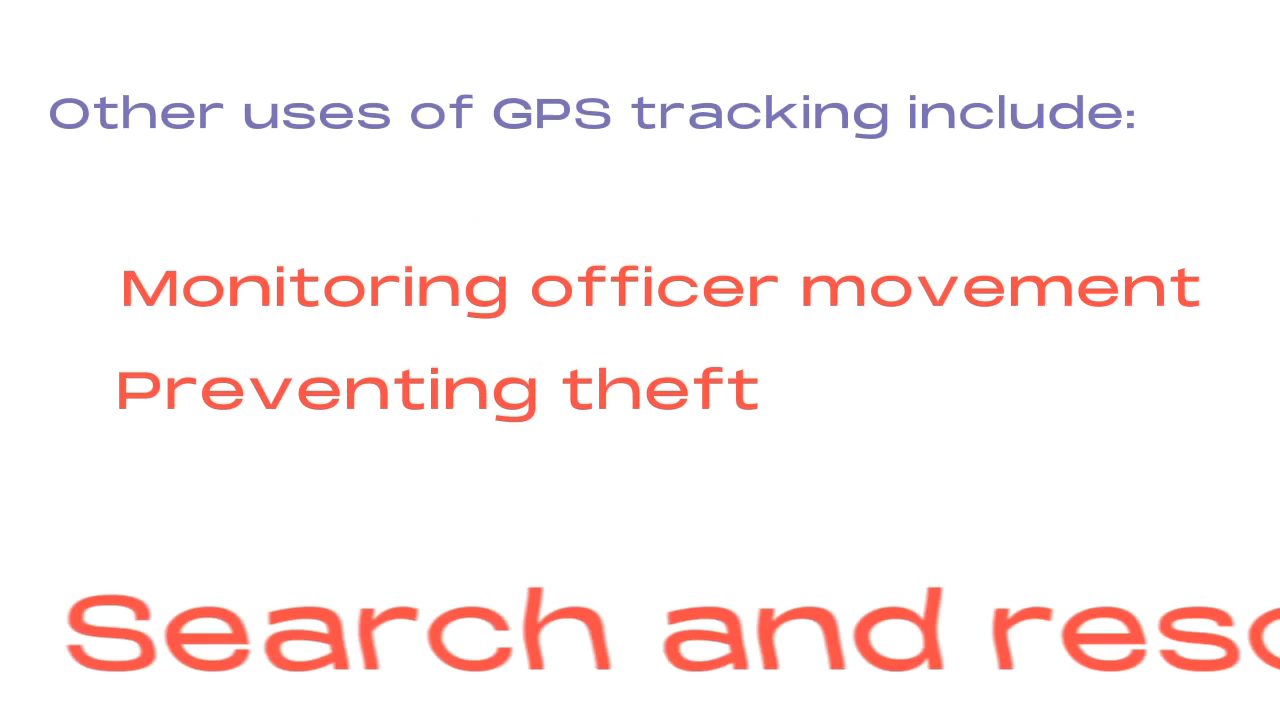 Other uses of GPS tracking include:
Monitoring officer movement
Preventing theft
Search and